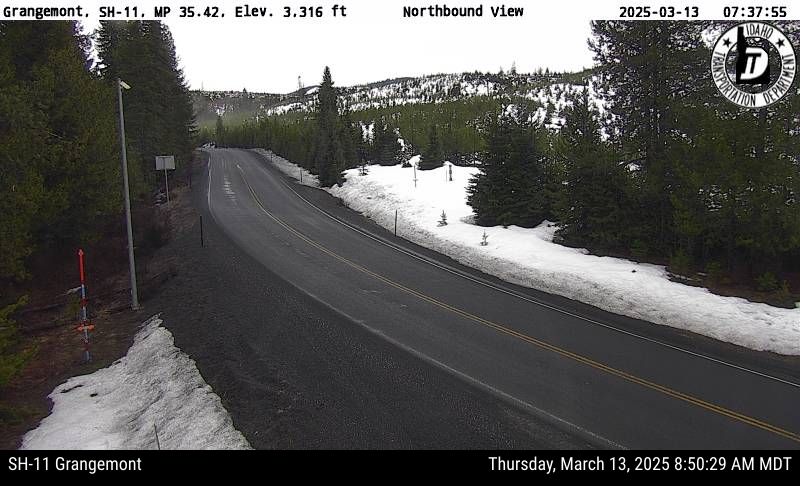 Grangemont, SH-11, MP 35.42, Elev. 3,316 ft Northbound View 2025-03-13 07:37:55
IDAHO
TRANSPORTATION DEPARTMENT
SH-11 Grangemont Thursday, March 13, 2025 8:50:29 AM MDT